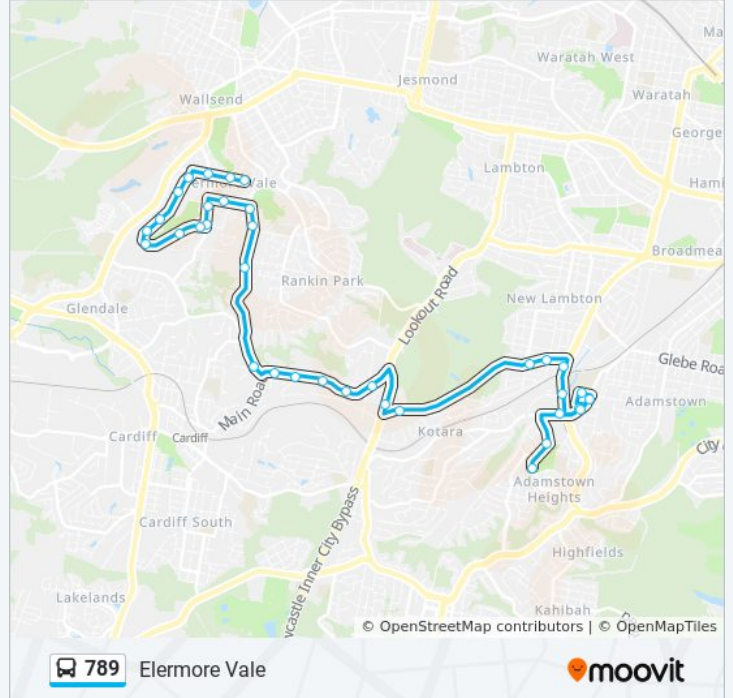 Ma
Waratah West
Jesmond
Wallsend
Waratah
George
Lambton
Elermore Vale
Hami
Broadmea
Rankin Park
Lookout Road
New Lambton
Glendale
Glebe Roa
Main Road
Adamstown
Cardiff
Cardiff
Kotara
City
Adamstown
Heights
Cardiff South
wcastle Inner City Bypass
Highfields
Lakelands
Kahibah
© OpenStreetMap contributors | © OpenMapTiles
789 Elermore Vale
moovit